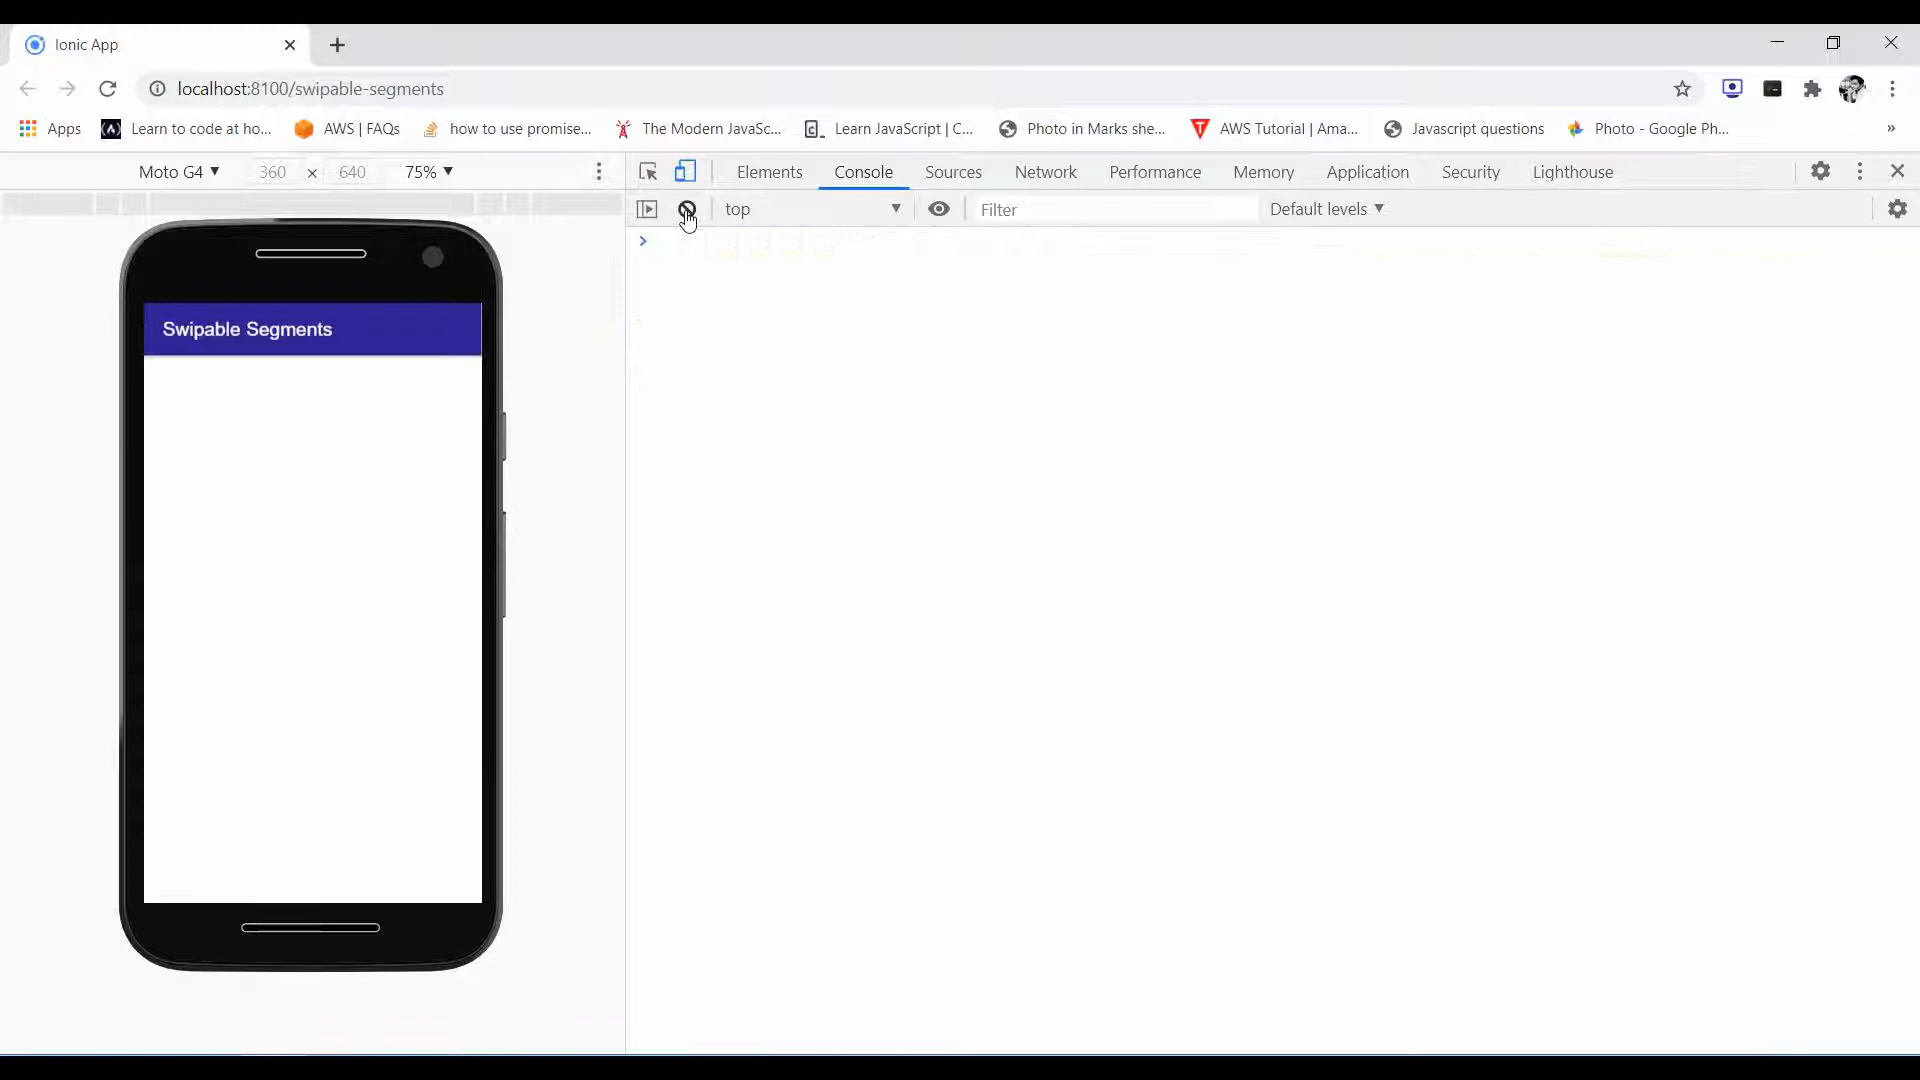 Ionic App
localhost:8100/swipable-segments
Apps Learn to code at ho... AWS | FAQs how to use promise... The Modern JavaSc... Learn JavaScript | C... Photo in Marks she... AWS Tutorial | Ama... Javascript questions Photo - Google Ph... »
Moto G4 360 × 640 75% Elements Console Sources Network Performance Memory Application Security Lighthouse
top Filter Default levels
Swipable Segments